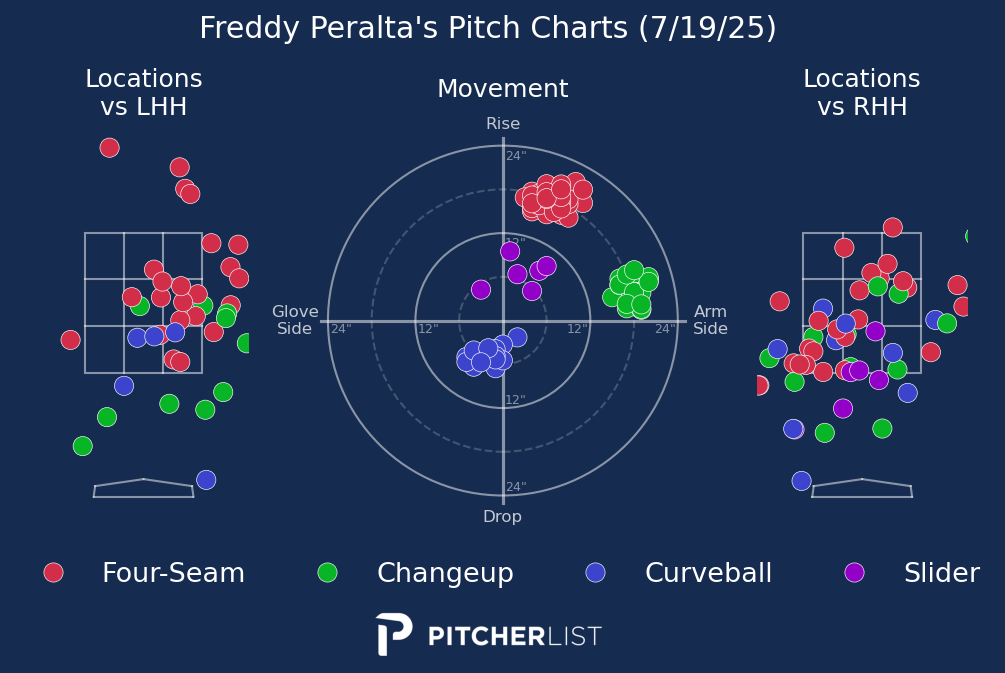 Freddy Peralta's Pitch Charts (7/19/25)
Locations
vs LHH
Movement
Locations
vs RHH
Rise
24"
12"
Glove
Side
24"
12"
12"
24"
Arm
Side
12"
24"
Drop
Four-Seam
Changeup
Curveball
Slider
PITCHERLIST